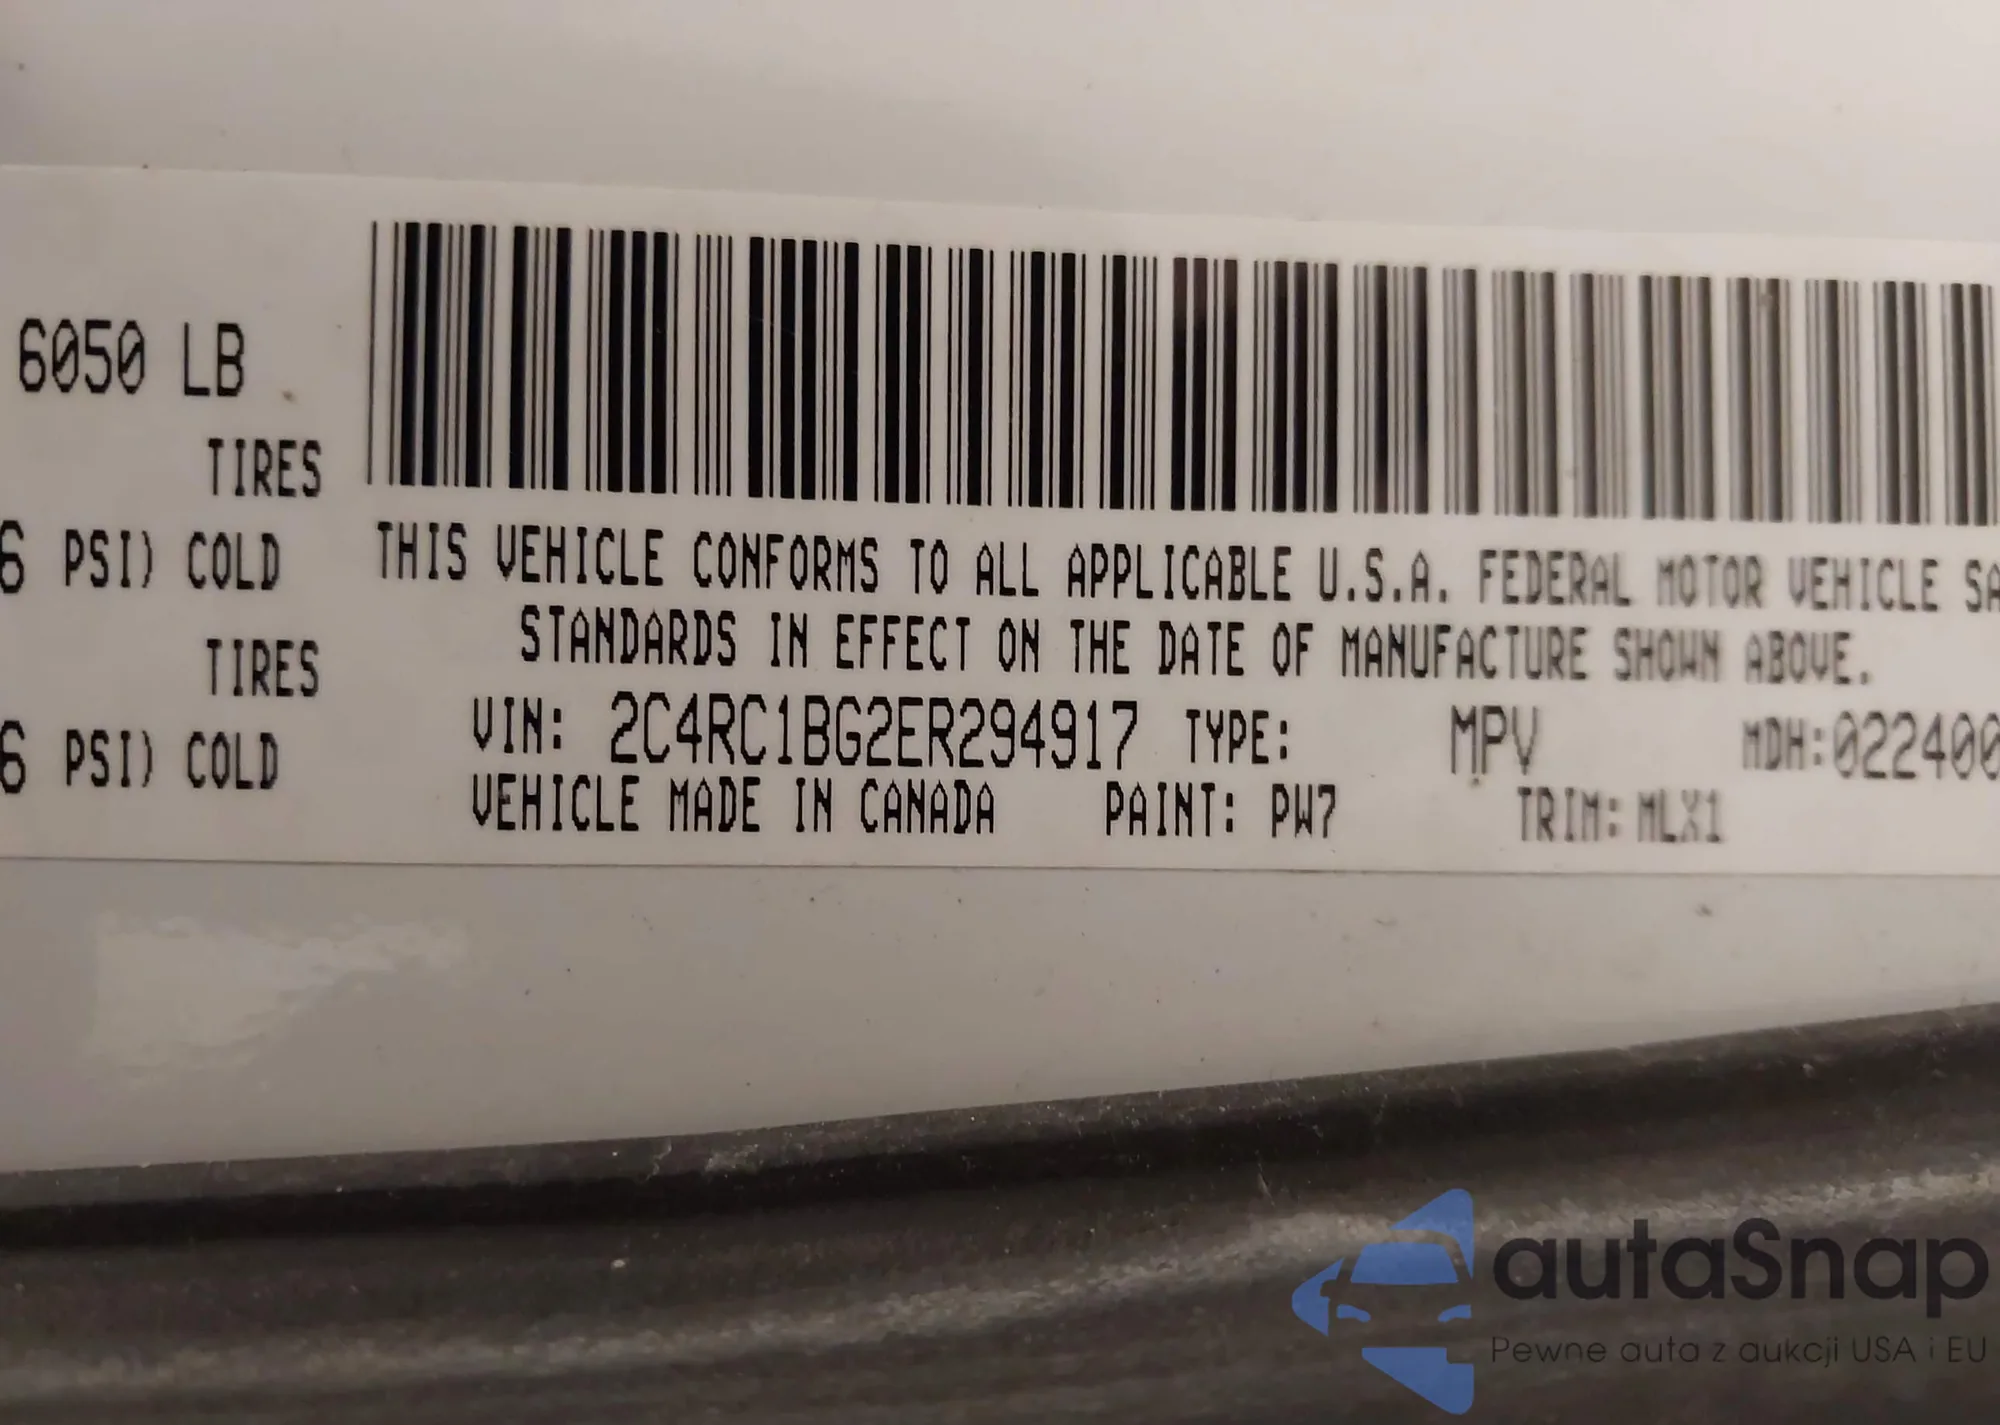 6050 LB
TIRES
6 PSI) COLD
TIRES
6 PSI) COLD
THIS VEHICLE CONFORMS TO ALL APPLICABLE U.S.A. FEDERAL MOTOR VEHICLE SA
STANDARDS IN EFFECT ON THE DATE OF MANUFACTURE SHOWN ABOVE.
VIN: 2C4RC1BG2ER294917 TYPE: MPV MDH:022400
VEHICLE MADE IN CANADA PAINT: PW7 TRIM: MLX1
autaSnap
Pewne auta z aukcji USA i EU